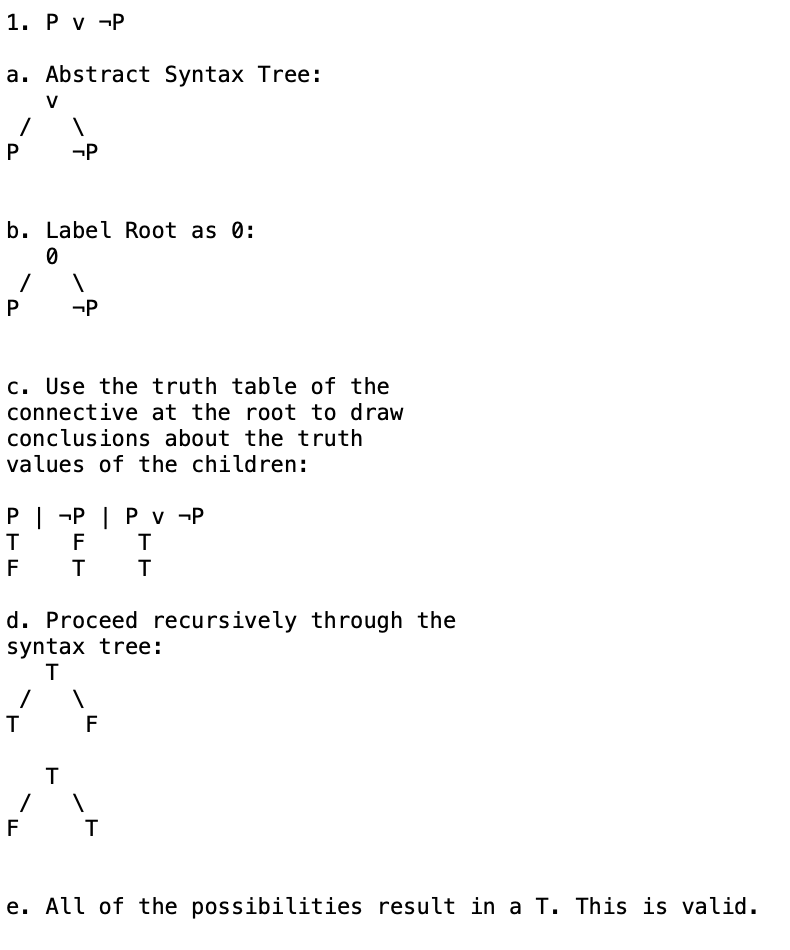 1. P v ¬P
a. Abstract Syntax Tree:
v
/ \
P ¬P
b. Label Root as 0:
0
/ \
P ¬P
c. Use the truth table of the
connective at the root to draw
conclusions about the truth
values of the children:
P | ¬P | P v ¬P
T F T
F T T
d. Proceed recursively through the
syntax tree:
T
/ \
T F
T
/ \
F T
e. All of the possibilities result in a T. This is valid.